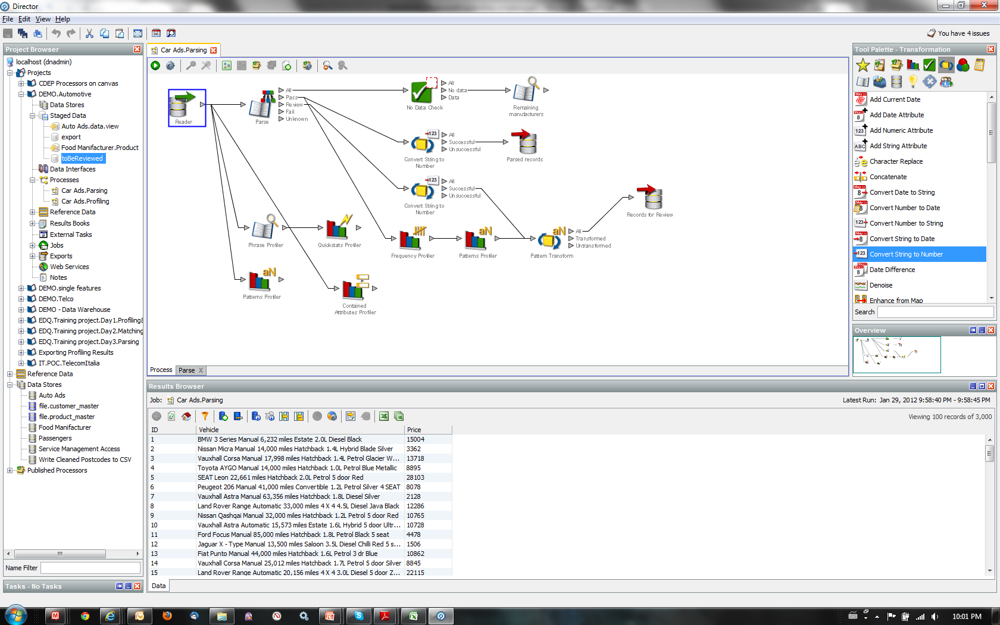 Director
File Edit View Help
You have 4 issues
Project Browser
localhost (dnadmin)
Projects
CDEP Processors on canvas
DEMO.Automotive
Data Stores
Staged Data
Auto Ads.data.view
export
Food Manifacturer.Product
toBeReviewed
Data Interfaces
Processes
Car Ads.Parsing
Car Ads.Profiling
Reference Data
Results Books
External Tasks
Jobs
Exports
Web Services
Notes
DEMO.single features
DEMO.Telco
DEMO - Data Warehouse
EDQ.Training project.Day1.Profiling&
EDQ.Training project.Day2.Matching
EDQ.Training project.Day3.Parsing
Exporting Profiling Results
IT.POC.TelecomItalia
Reference Data
Data Stores
Auto Ads
file.customer_master
file.product_master
Food Manifacturer
Passengers
Service Management Access
Write Cleaned Postcodes to CSV
Published Processors
Name Filter
Tasks - No Tasks
Car Ads.Parsing
Reader
All
Pass
Review
Fail
Unknown
Parse
All
No data
Data
No Data Check
Remaining
manufacturers
All
Successful
Unsuccessful
Convert String to
Number
Parsed records
All
Successful
Unsuccessful
Convert String to
Number
Records for Review
Phrase Profiler
Quickstats Profiler
Frequency Profiler
Patterns Profiler
All
Transformed
Untransformed
Pattern Transform
Patterns Profiler
Contained
Attributes Profiler
Process Parse X
Tool Palette - Transformation
Add Current Date
Add Date Attribute
Add Numeric Attribute
Add String Attribute
Character Replace
Concatenate
Convert Date to String
Convert Number to Date
Convert Number to String
Convert String to Date
Convert String to Number
Date Difference
Denoise
Enhance from Map
Search
Overview
Results Browser
Job: Car Ads.Parsing
Latest Run: Jan 29, 2012 9:58:40 PM - 9:58:45 PM
Viewing 100 records of 3,000
ID Vehicle Price
1 BMW 3 Series Manual 6,232 miles Estate 2.0L Diesel Black 15004
2 Nissan Micra Manual 14,000 miles Hatchback 1.4L Hybrid Blade Silver 3362
3 Vauxhall Corsa Manual 17,998 miles Hatchback 1.4L Petrol Glacier W... 13718
4 Toyota AYGO Manual 14,000 miles Hatchback 1.0L Petrol Blue Metallic 8895
5 SEAT Leon 22,661 miles Hatchback 2.0L Petrol 5 door Red 28103
6 Peugeot 206 Manual 41,000 miles Convertible 1.2L Petrol Silver 4 SEAT 8078
7 Vauxhall Astra Manual 63,356 miles Hatchback 1.8L Diesel Silver 2128
8 Land Rover Range Automatic 33,000 miles 4 X 4 4.5L Diesel Java Black 12286
9 Nissan Qashqai Manual 32,000 miles Hatchback 1.2L Petrol 5 door Red 10765
10 Vauxhall Astra Automatic 15,573 miles Estate 1.6L Hybrid 5 door Ultr... 10728
11 Ford Focus Manual 85,000 miles Hatchback 1.8L Petrol Black 5 seat 4478
12 Jaguar X - Type Manual 13,500 miles Saloon 3.5L Diesel Chilli Red 5 s... 1506
13 Fiat Punto Manual 44,000 miles Hatchback 1.6L Petrol 3 dr Blue 10862
14 Vauxhall Corsa Manual 25,012 miles Hatchback 1.7L Petrol 5 door Silver 8845
15 Land Rover Range Automatic 20,156 miles 4 X 4 3.0L Diesel 5 door Z... 22115
Data
10:01 PM